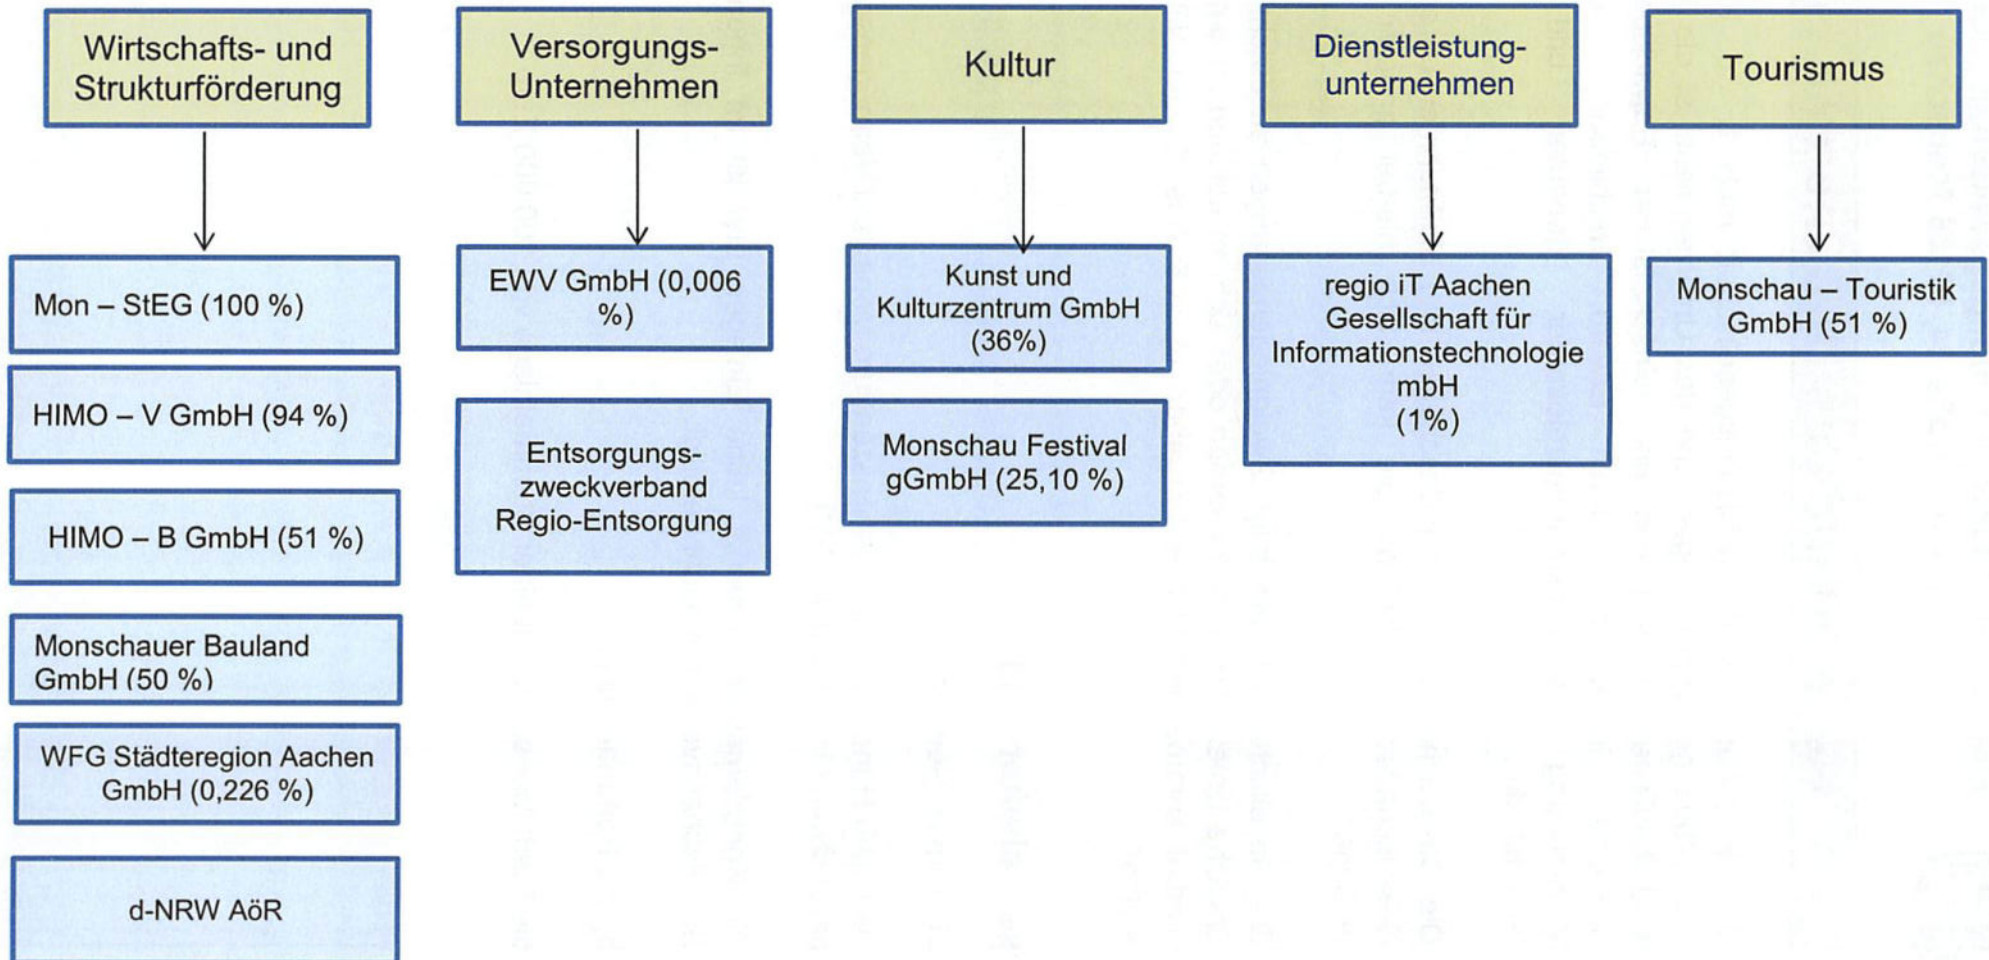 Wirtschafts- und
Strukturförderung
Mon – StEG (100 %)
HIMO – V GmbH (94 %)
HIMO – B GmbH (51 %)
Monschauer Bauland
GmbH (50 %)
WFG Städteregion Aachen
GmbH (0,226 %)
d-NRW AöR
Versorgungs-
Unternehmen
EWV GmbH (0,006
%)
Entsorgungs-
zweckverband
Regio-Entsorgung
Kultur
Kunst und
Kulturzentrum GmbH
(36%)
Monschau Festival
gGmbH (25,10 %)
Dienstleistung-
unternehmen
regio iT Aachen
Gesellschaft für
Informationstechnologie
mbH
(1%)
Tourismus
Monschau – Touristik
GmbH (51 %)